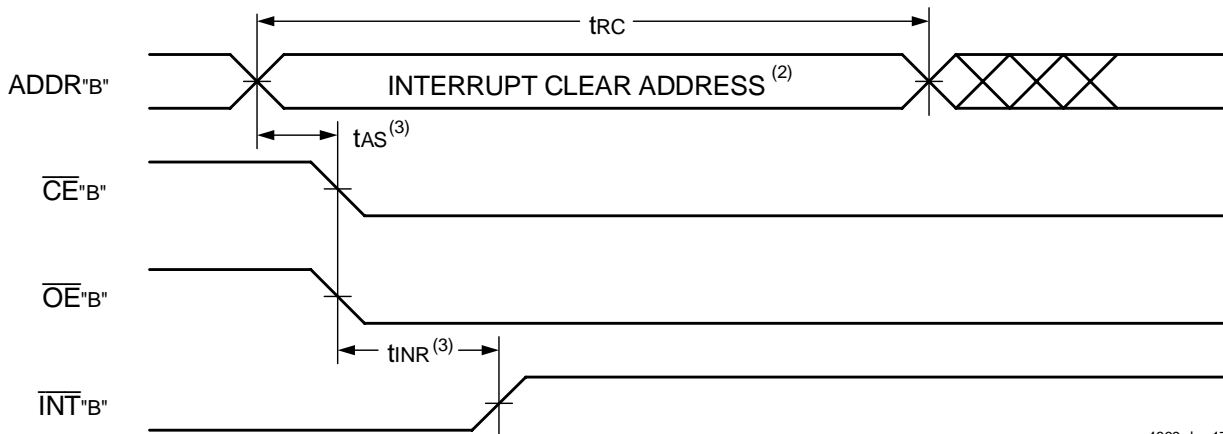 tRC
ADDR"B"
INTERRUPT CLEAR ADDRESS (2)
tAS(3)
CE"B"
OE"B"
tINR(3)
INT"B"